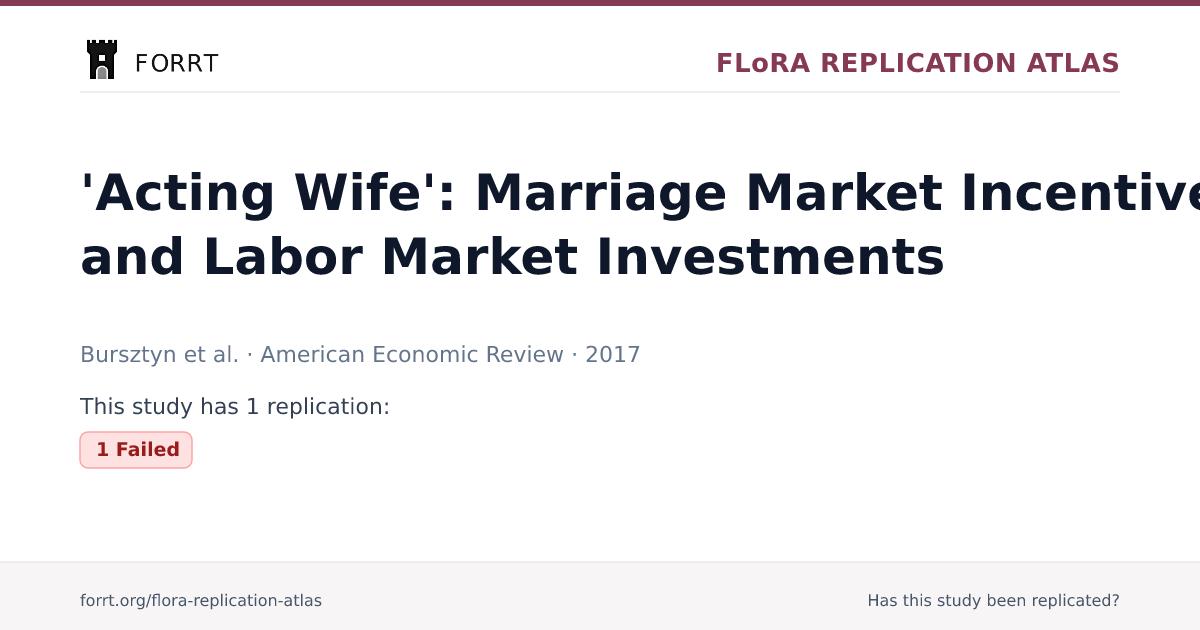 FORRT
FLoRA REPLICATION ATLAS
'Acting Wife': Marriage Market Incentive
and Labor Market Investments
Bursztyn et al. · American Economic Review · 2017
This study has 1 replication:
1 Failed
forrt.org/flora-replication-atlas
Has this study been replicated?